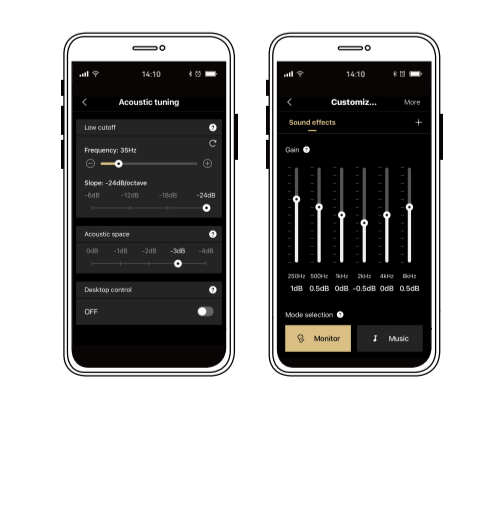 14:10
Acoustic tuning
Low cutoff ?
Frequency: 35Hz
Slope: -24dB/octave
-6dB -12dB -18dB -24dB
Acoustic space ?
0dB -1dB -2dB -3dB -4dB
Desktop control ?
OFF
14:10
Customiz... More
Sound effects +
Gain ?
250Hz 500Hz 1kHz 2kHz 4kHz 8kHz
1dB 0.5dB 0dB -0.5dB 0dB 0.5dB
Mode selection ?
Monitor Music